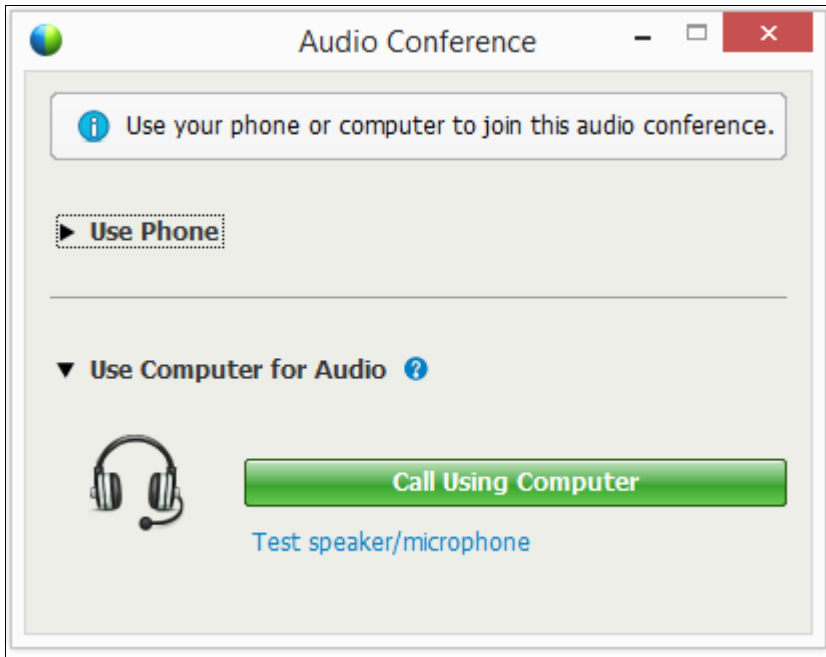 Audio Conference
Use your phone or computer to join this audio conference.
Use Phone
Use Computer for Audio
Call Using Computer
Test speaker/microphone